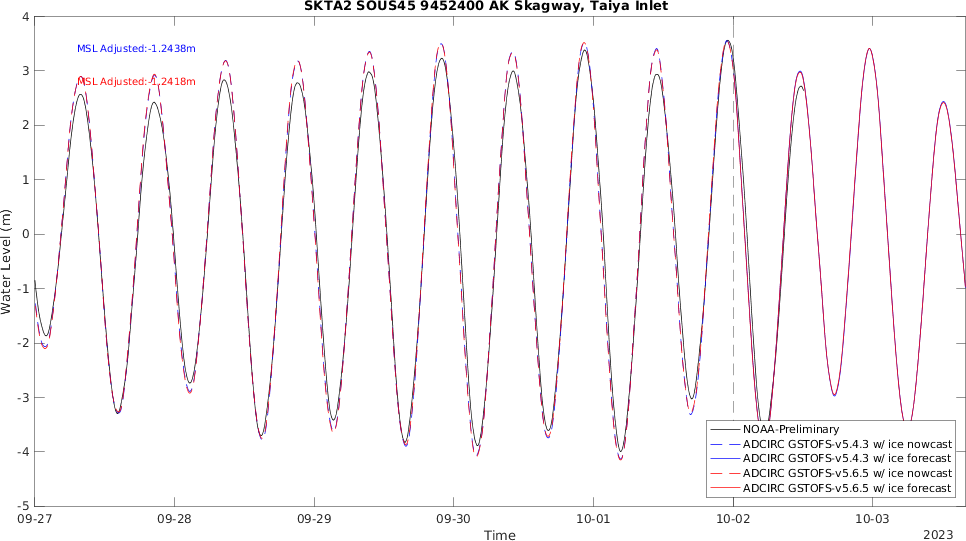 SKTA2 SOUS45 9452400 AK Skagway, Taiya Inlet
4
3
2
1
0
-1
-2
-3
-4
-5
Water Level (m)
MSL Adjusted:-1.2438m
MSL Adjusted:-1.2418m
NOAA-Preliminary
ADCIRC GSTOFS-v5.4.3 w/ ice nowcast
ADCIRC GSTOFS-v5.4.3 w/ ice forecast
ADCIRC GSTOFS-v5.6.5 w/ ice nowcast
ADCIRC GSTOFS-v5.6.5 w/ ice forecast
09-27 09-28 09-29 09-30 10-01 10-02 10-03
Time
2023